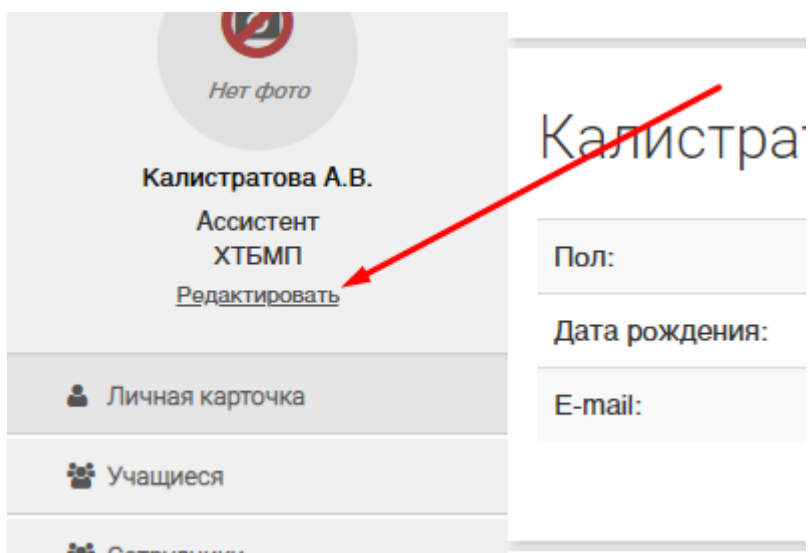 Нет фото
Калистратова А.В.
Ассистент
ХТБМП
Редактировать
Личная карточка
Учащиеся
Калистрат
Пол:
Дата рождения:
E-mail: